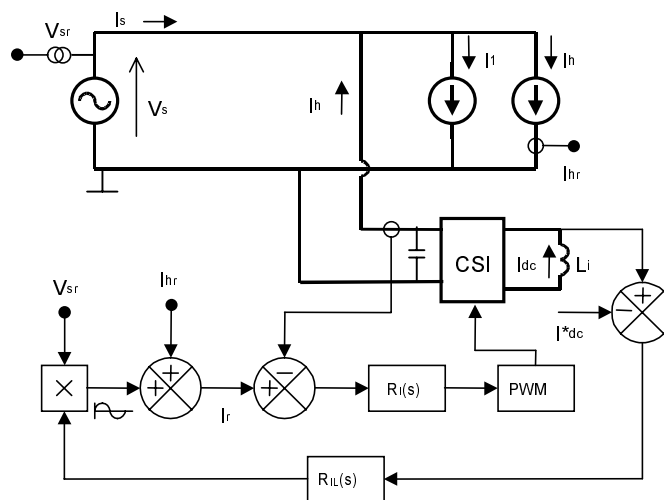 Vsr
Is
Vs
Ih
I1
Ih
Ihr
CSI
Idc
Li
I*dc
Vsr
Ihr
+
−
+
−
+
+
×
Ir
RI(s)
PWM
RIL(s)